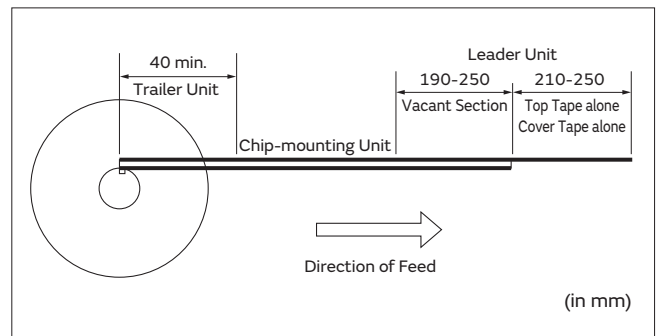 Leader Unit
40 min.
190-250
210-250
Trailer Unit
Vacant Section
Top Tape alone
Cover Tape alone
Chip-mounting Unit
Direction of Feed
(in mm)